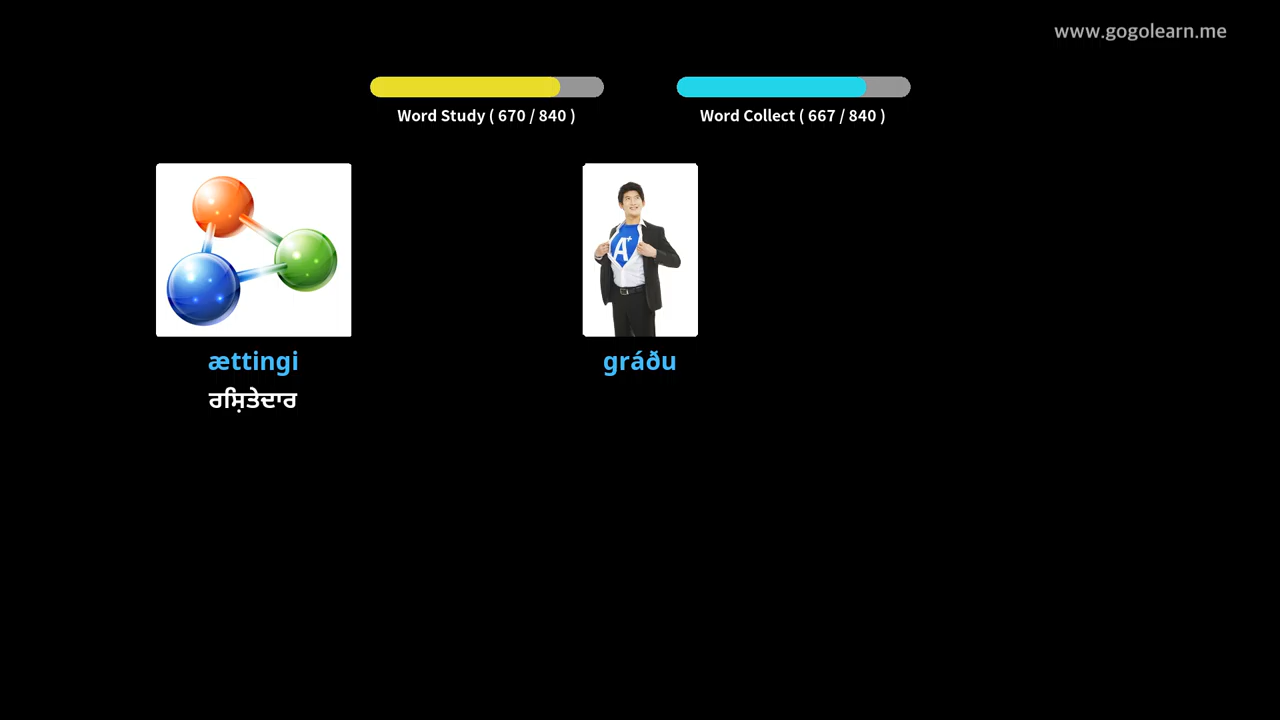 www.gogolearn.me
Word Study ( 670 / 840 )
Word Collect ( 667 / 840 )
A+
ættingi
ਰਿਸ਼ਤੇਦਾਰ
gráðu